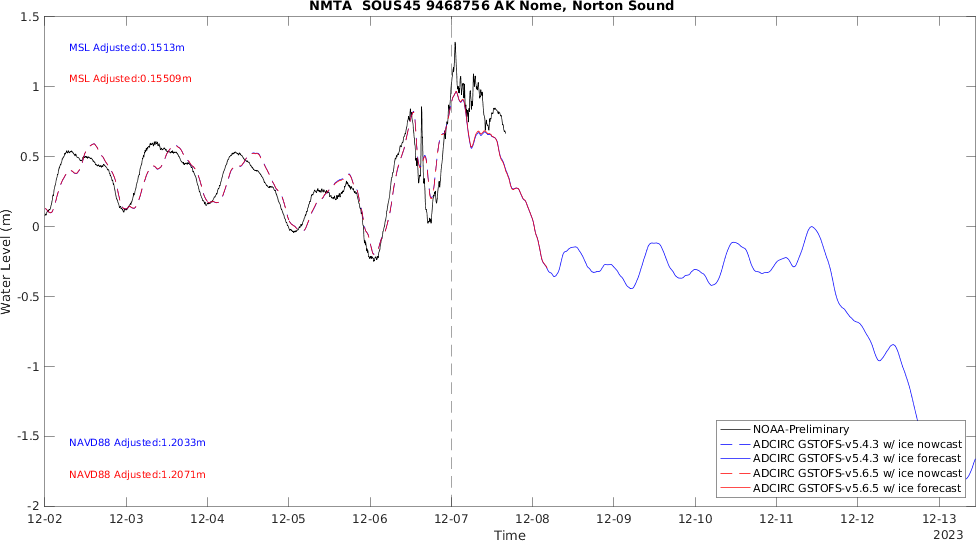 NMTA SOUS45 9468756 AK Nome, Norton Sound
1.5
MSL Adjusted:0.1513m
MSL Adjusted:0.15509m
1
0.5
0
Water Level (m)
-0.5
-1
-1.5
NAVD88 Adjusted:1.2033m
NAVD88 Adjusted:1.2071m
NOAA-Preliminary
ADCIRC GSTOFS-v5.4.3 w/ ice nowcast
ADCIRC GSTOFS-v5.4.3 w/ ice forecast
ADCIRC GSTOFS-v5.6.5 w/ ice nowcast
ADCIRC GSTOFS-v5.6.5 w/ ice forecast
-2
12-02 12-03 12-04 12-05 12-06 12-07 12-08 12-09 12-10 12-11 12-12 12-13
Time
2023